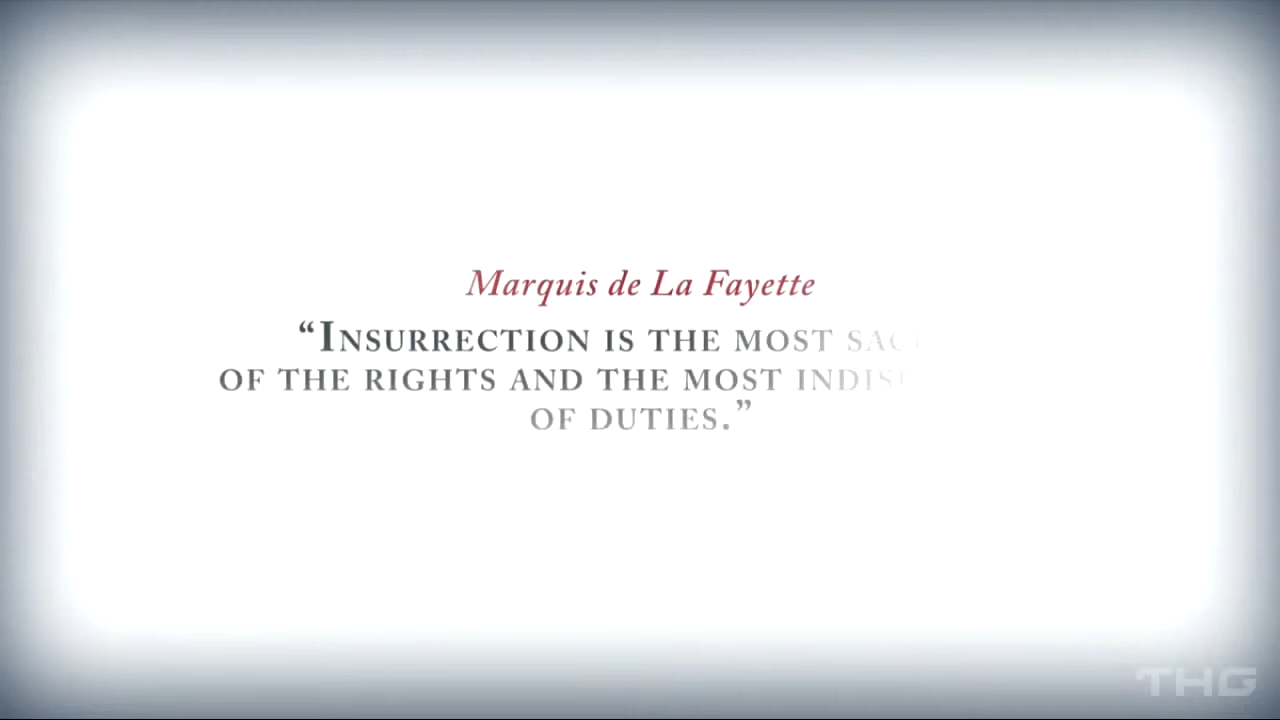 Marquis de La Fayette
“INSURRECTION IS THE MOST
OF THE RIGHTS AND THE MOST
OF DUTIES.”
THG